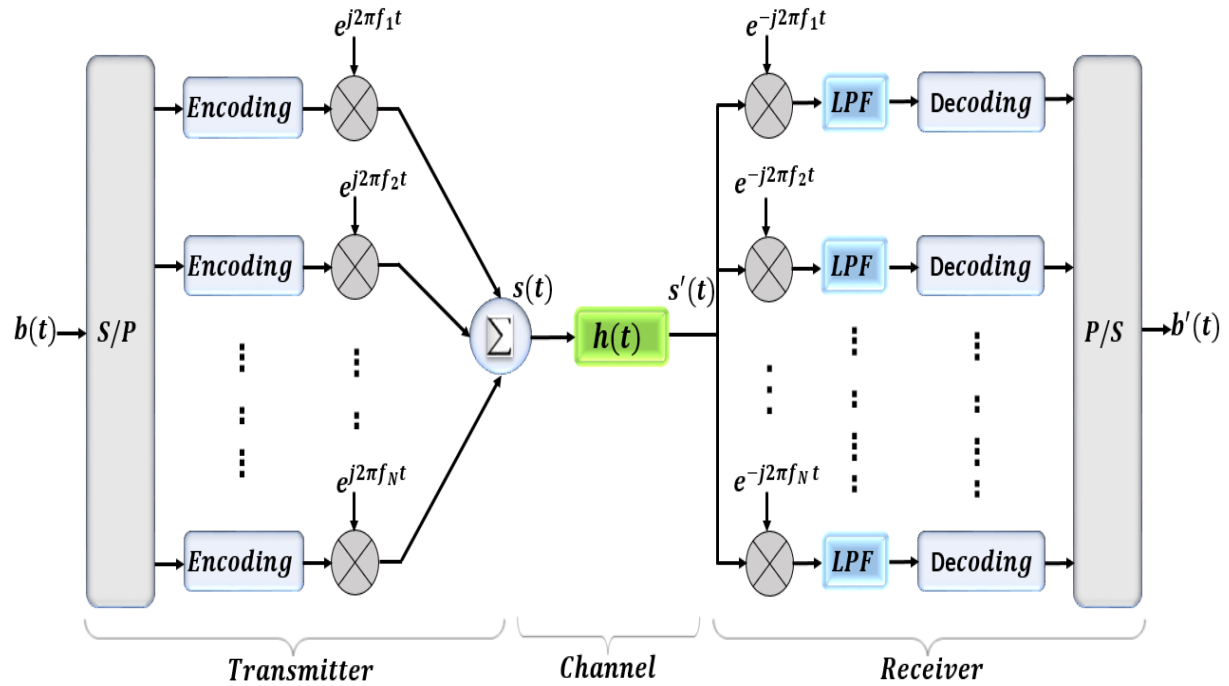 e^{j2πf_1t}
e^{-j2πf_1t}
Encoding
LPF
Decoding
e^{j2πf_2t}
e^{-j2πf_2t}
Encoding
LPF
Decoding
s(t)
s'(t)
b(t)
S/P
Σ
h(t)
P/S
b'(t)
e^{j2πf_Nt}
e^{-j2πf_Nt}
Encoding
LPF
Decoding
Transmitter
Channel
Receiver